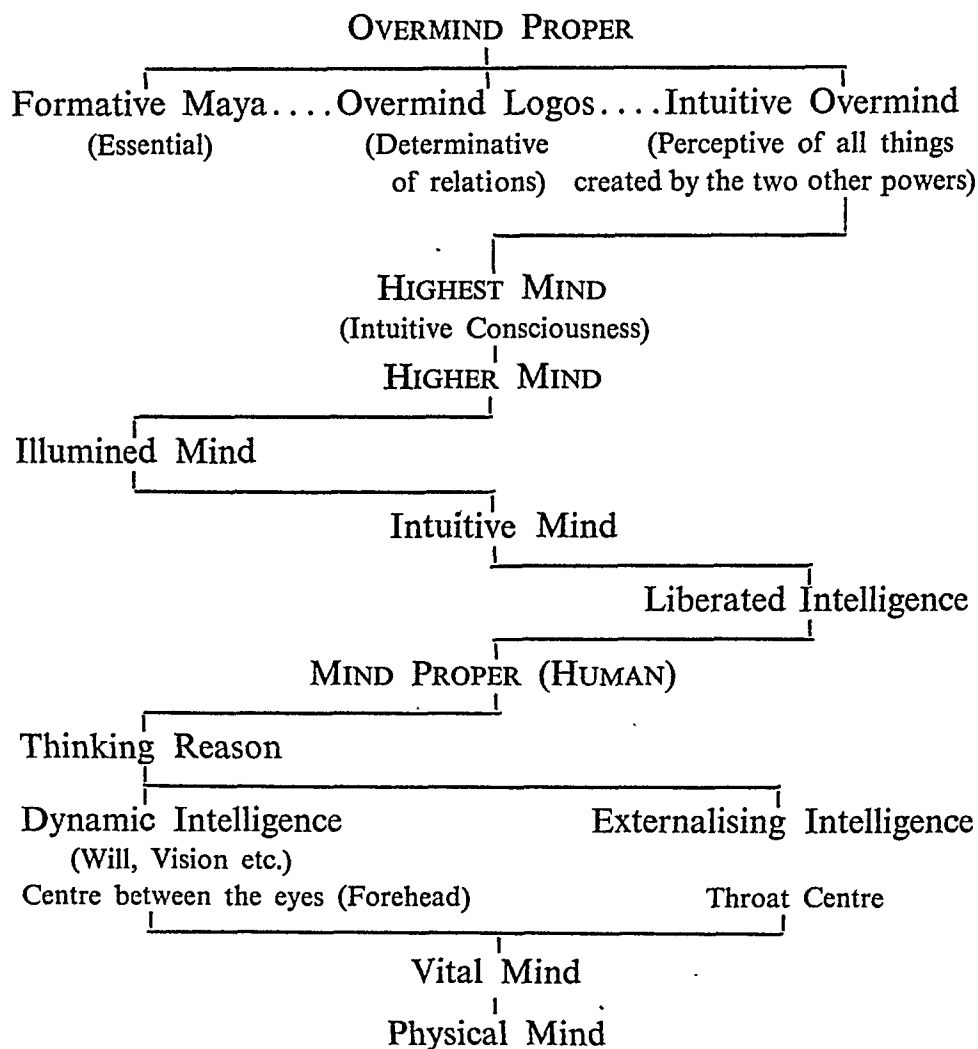 OVERMIND PROPER
Formative Maya....Overmind Logos....Intuitive Overmind
(Essential) (Determinative (Perceptive of all things
of relations) created by the two other powers)
HIGHEST MIND
(Intuitive Consciousness)
HIGHER MIND
Illumined Mind
Intuitive Mind
Liberated Intelligence
MIND PROPER (HUMAN)
Thinking Reason
Dynamic Intelligence Externalising Intelligence
(Will, Vision etc.)
Centre between the eyes (Forehead) Throat Centre
Vital Mind
Physical Mind